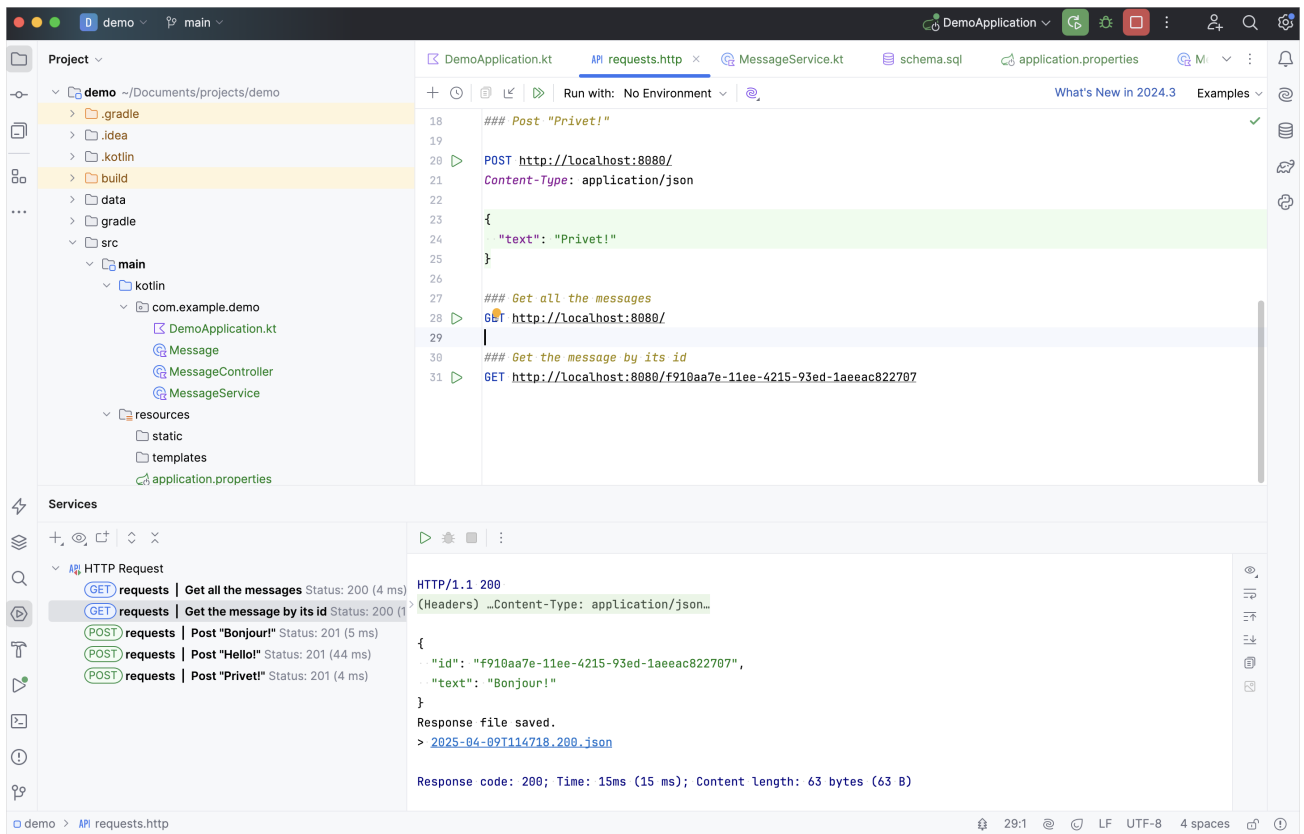 D demo main DemoApplication
Project
demo ~/Documents/projects/demo
.gradle
.idea
.kotlin
build
data
gradle
src
main
kotlin
com.example.demo
DemoApplication.kt
Message
MessageController
MessageService
resources
static
templates
application.properties
DemoApplication.kt API requests.http MessageService.kt schema.sql application.properties M
Run with: No Environment What's New in 2024.3 Examples
18 ### Post "Privet!"
19
20 POST http://localhost:8080/
21 Content-Type: application/json
22
23 {
24 "text": "Privet!"
25 }
26
27 ### Get all the messages
28 GET http://localhost:8080/
29
30 ### Get the message by its id
31 GET http://localhost:8080/f910aa7e-11ee-4215-93ed-1aeeac822707
Services
API HTTP Request
GET requests | Get all the messages Status: 200 (4 ms)
GET requests | Get the message by its id Status: 200 (1
POST requests | Post "Bonjour!" Status: 201 (5 ms)
POST requests | Post "Hello!" Status: 201 (44 ms)
POST requests | Post "Privet!" Status: 201 (4 ms)
HTTP/1.1 200
(Headers) …Content-Type: application/json…
{
"id": "f910aa7e-11ee-4215-93ed-1aeeac822707",
"text": "Bonjour!"
}
Response file saved.
> 2025-04-09T114718.200.json
Response code: 200; Time: 15ms (15 ms); Content length: 63 bytes (63 B)
demo > API requests.http 29:1 LF UTF-8 4 spaces